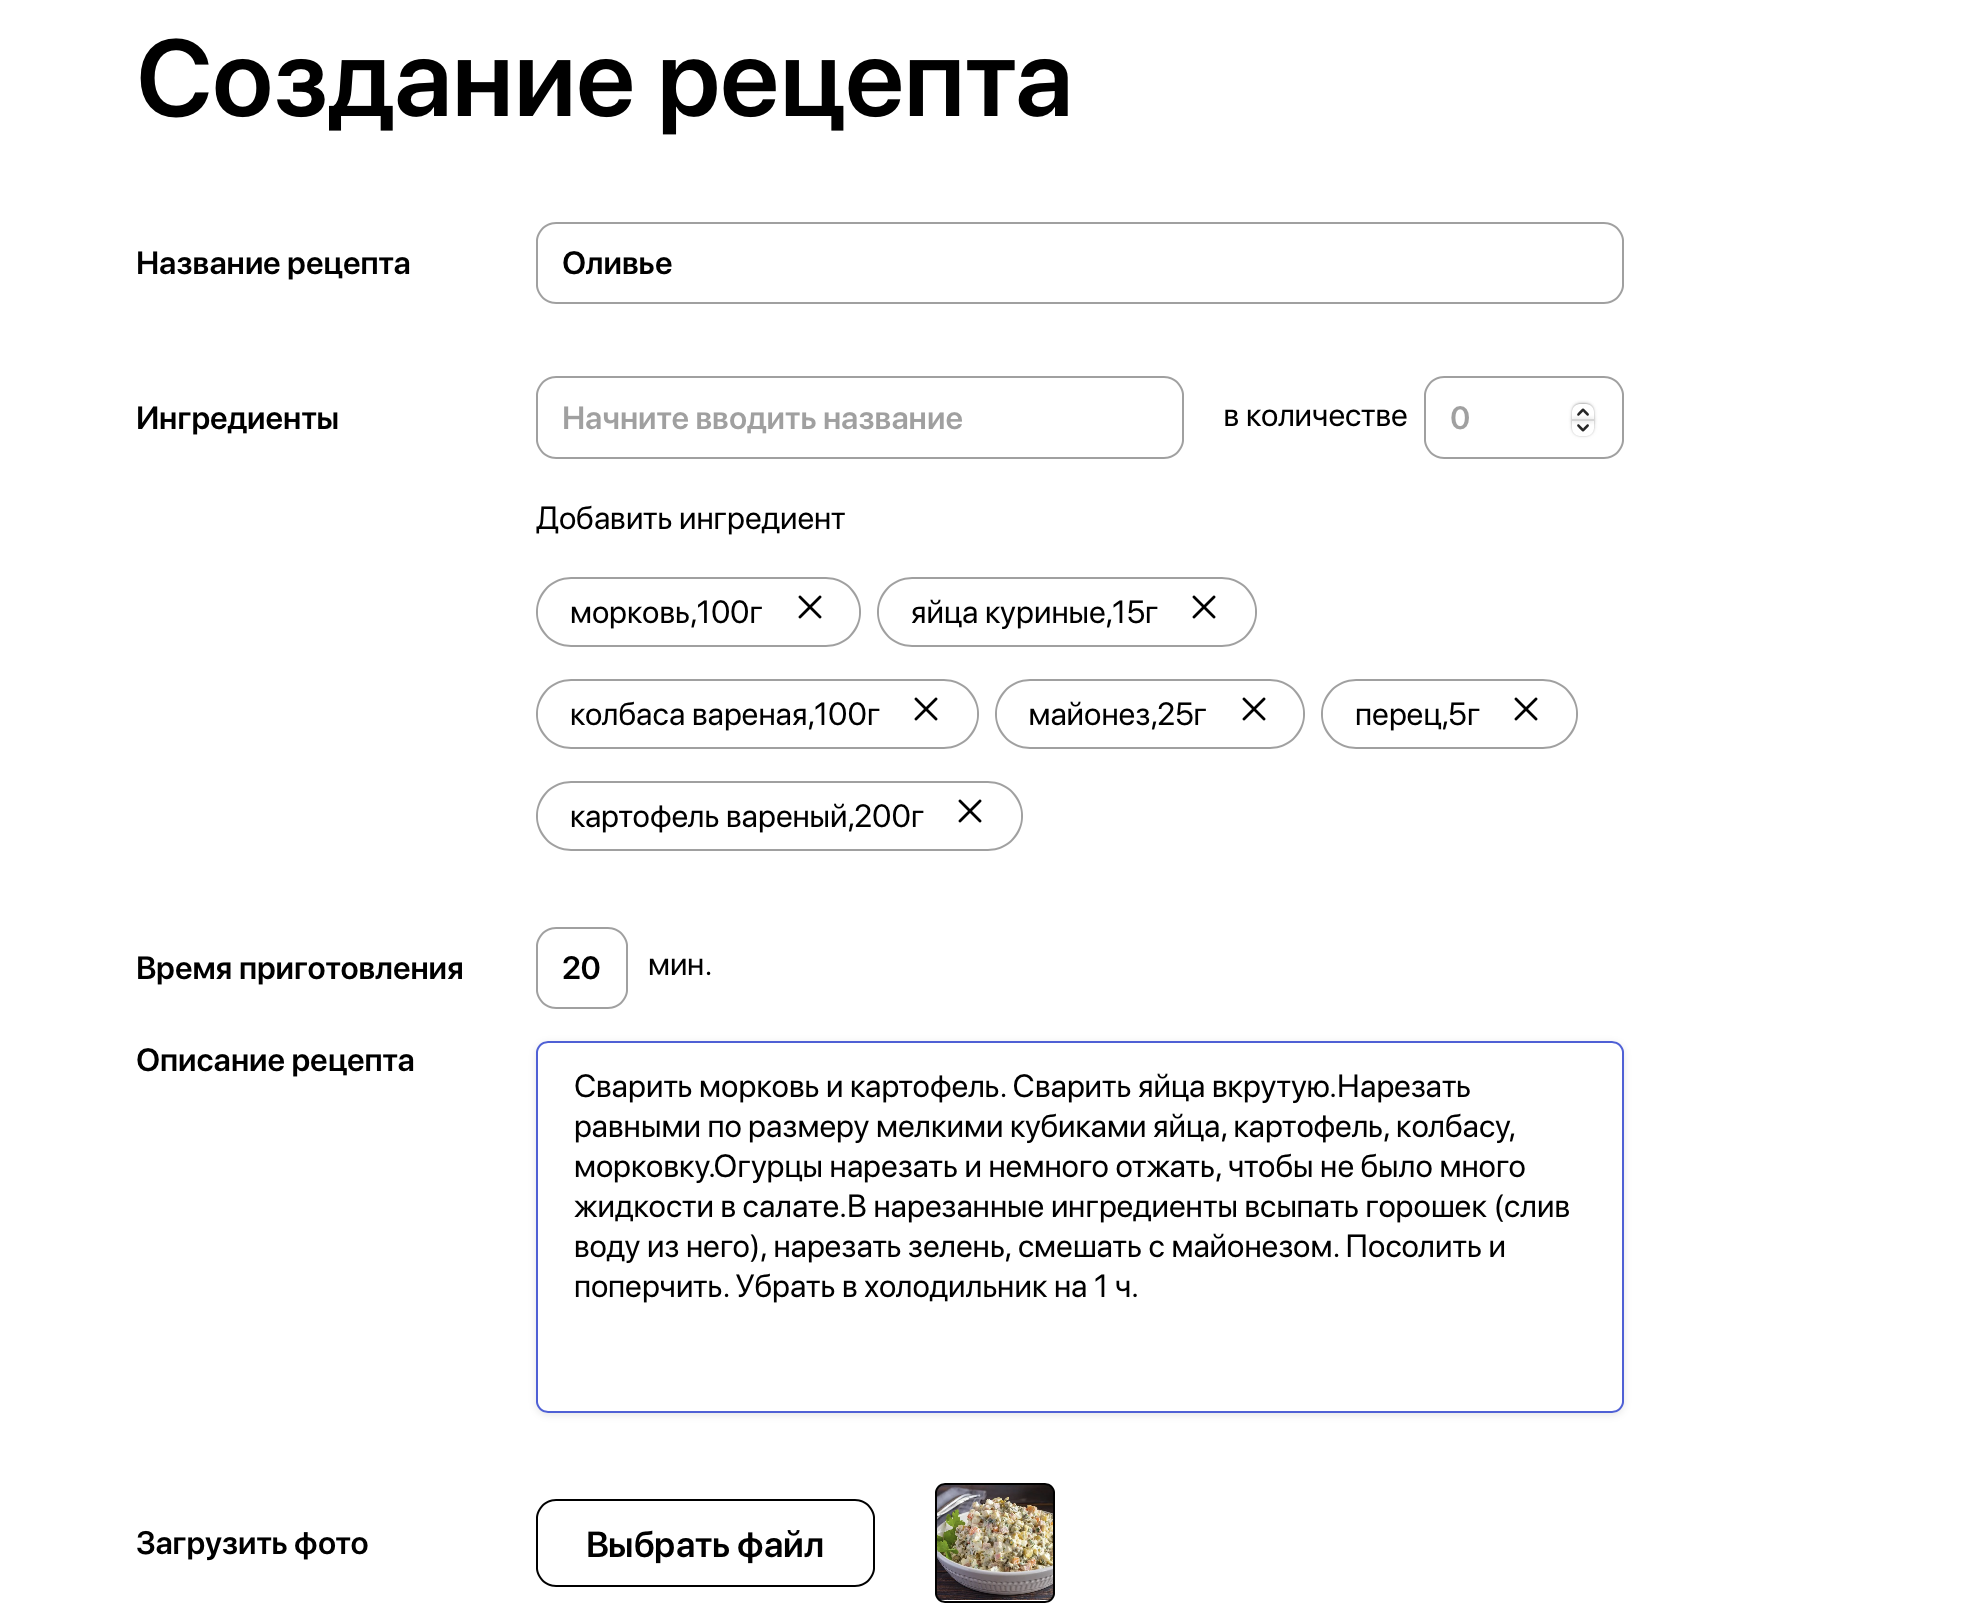 Создание рецепта
Название рецепта
Оливье
Ингредиенты
Начните вводить название
в количестве
0
Добавить ингредиент
морковь,100г
яйца куриные,15г
колбаса вареная,100г
майонез,25г
перец,5г
картофель вареный,200г
Время приготовления
20
мин.
Описание рецепта
Сварить морковь и картофель. Сварить яйца вкрутую.Нарезать
равными по размеру мелкими кубиками яйца, картофель, колбасу,
морковку.Огурцы нарезать и немного отжать, чтобы не было много
жидкости в салате.В нарезанные ингредиенты всыпать горошек (слив
воду из него), нарезать зелень, смешать с майонезом. Посолить и
поперчить. Убрать в холодильник на 1 ч.
Загрузить фото
Выбрать файл